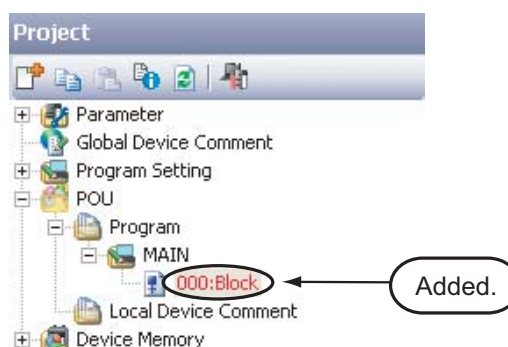 Project
Parameter
Global Device Comment
Program Setting
POU
Program
MAIN
000:Block
Added.
Local Device Comment
Device Memory